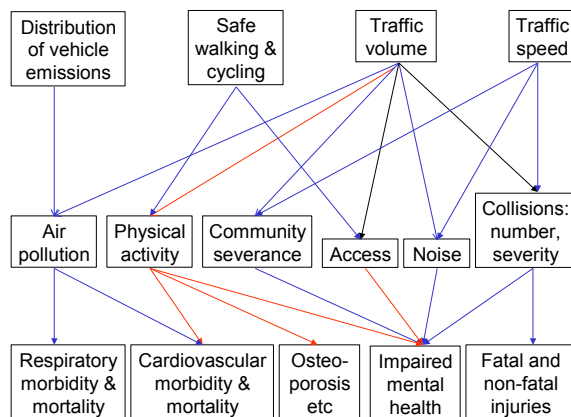 Distribution
of vehicle
emissions
Safe
walking &
cycling
Traffic
volume
Traffic
speed
Air
pollution
Physical
activity
Community
severance
Access
Noise
Collisions:
number,
severity
Respiratory
morbidity &
mortality
Cardiovascular
morbidity &
mortality
Osteo-
porosis
etc
Impaired
mental
health
Fatal and
non-fatal
injuries